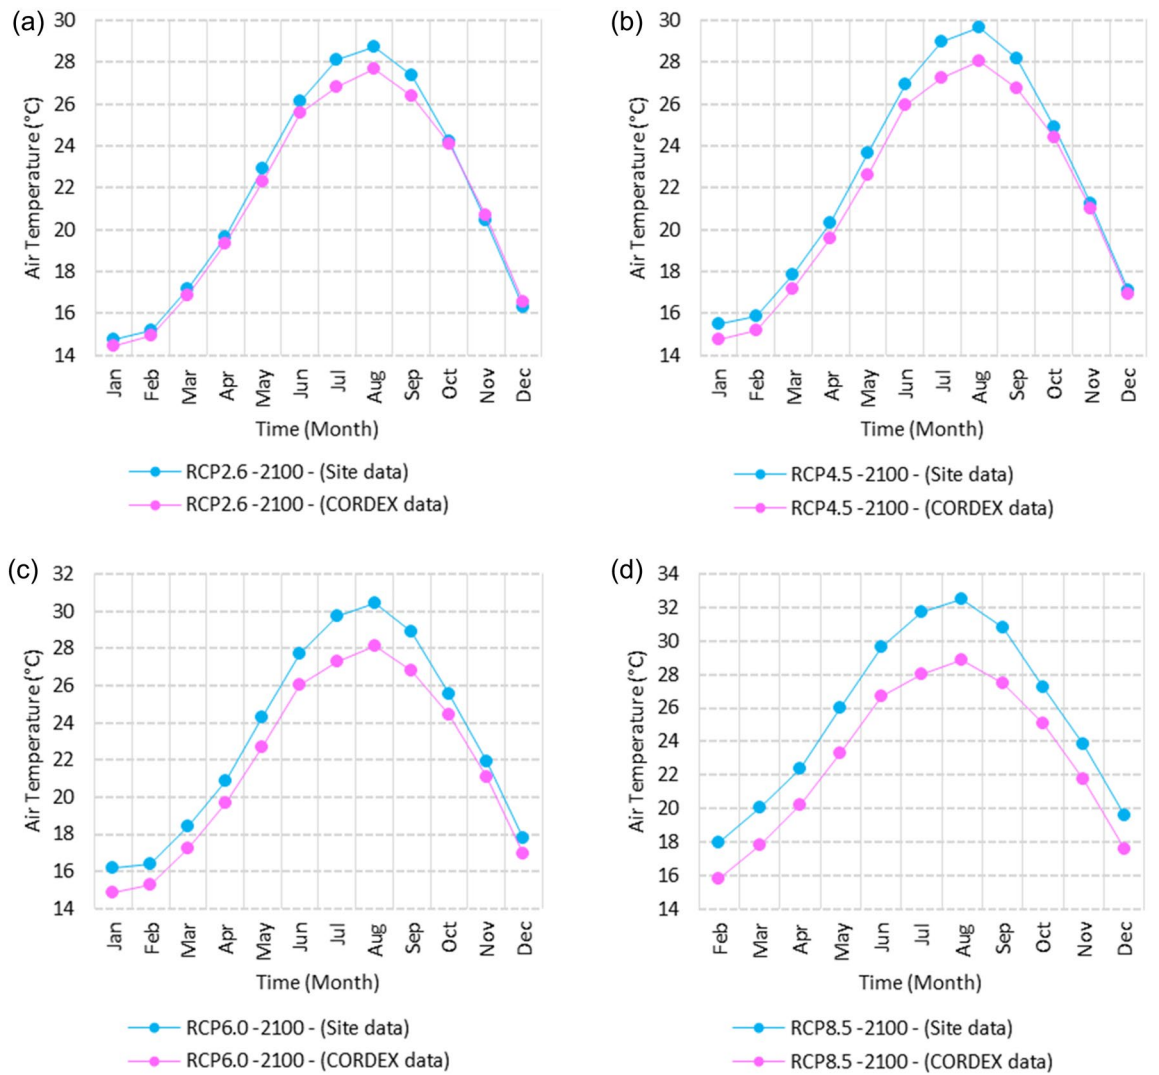 (a)
30
28
26
24
22
20
18
16
14
Air Temperature (°C)
Jan Feb Mar Apr May Jun Jul Aug Sep Oct Nov Dec
Time (Month)
RCP2.6 -2100 - (Site data)
RCP2.6 -2100 - (CORDEX data)
(b)
30
28
26
24
22
20
18
16
14
Air Temperature (°C)
Jan Feb Mar Apr May Jun Jul Aug Sep Oct Nov Dec
Time (Month)
RCP4.5 -2100 - (Site data)
RCP4.5 -2100 - (CORDEX data)
(c)
32
30
28
26
24
22
20
18
16
14
Air Temperature (°C)
Jan Feb Mar Apr May Jun Jul Aug Sep Oct Nov Dec
Time (Month)
RCP6.0 -2100 - (Site data)
RCP6.0 -2100 - (CORDEX data)
(d)
34
32
30
28
26
24
22
20
18
16
14
Air Temperature (°C)
Feb Mar Apr May Jun Jul Aug Sep Oct Nov Dec
Time (Month)
RCP8.5 -2100 - (Site data)
RCP8.5 -2100 - (CORDEX data)